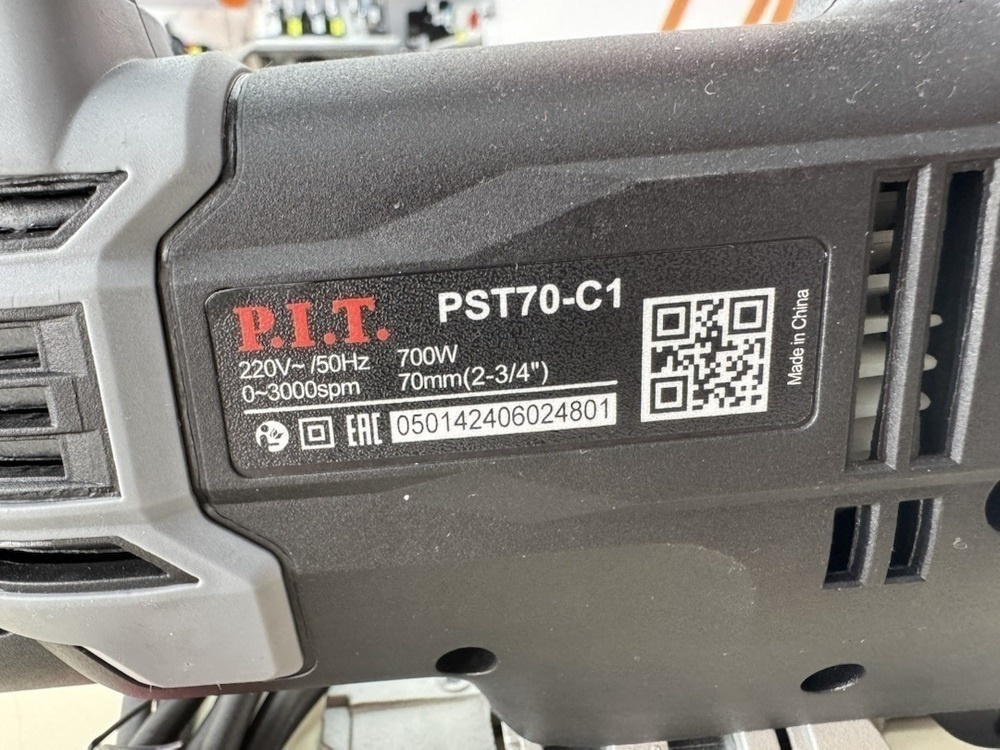 P.I.T.
PST70-C1
220V~/50Hz 700W
0~3000spm 70mm(2-3/4")
EAC 050142406024801
Made in China